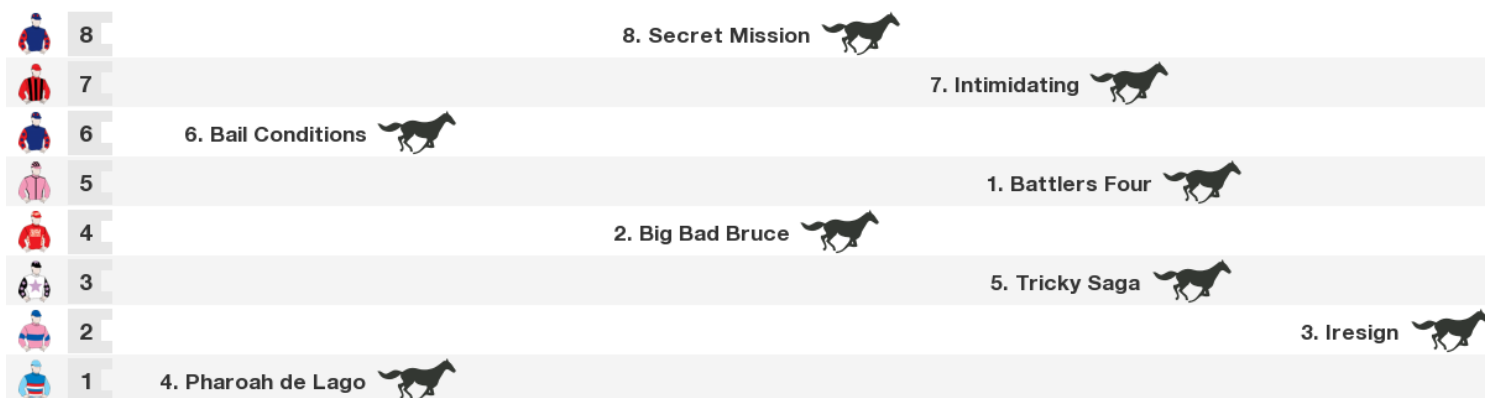 8 8. Secret Mission
7 7. Intimidating
6 6. Bail Conditions
5 1. Battlers Four
4 2. Big Bad Bruce
3 5. Tricky Saga
2 3. Iresign
1 4. Pharoah de Lago